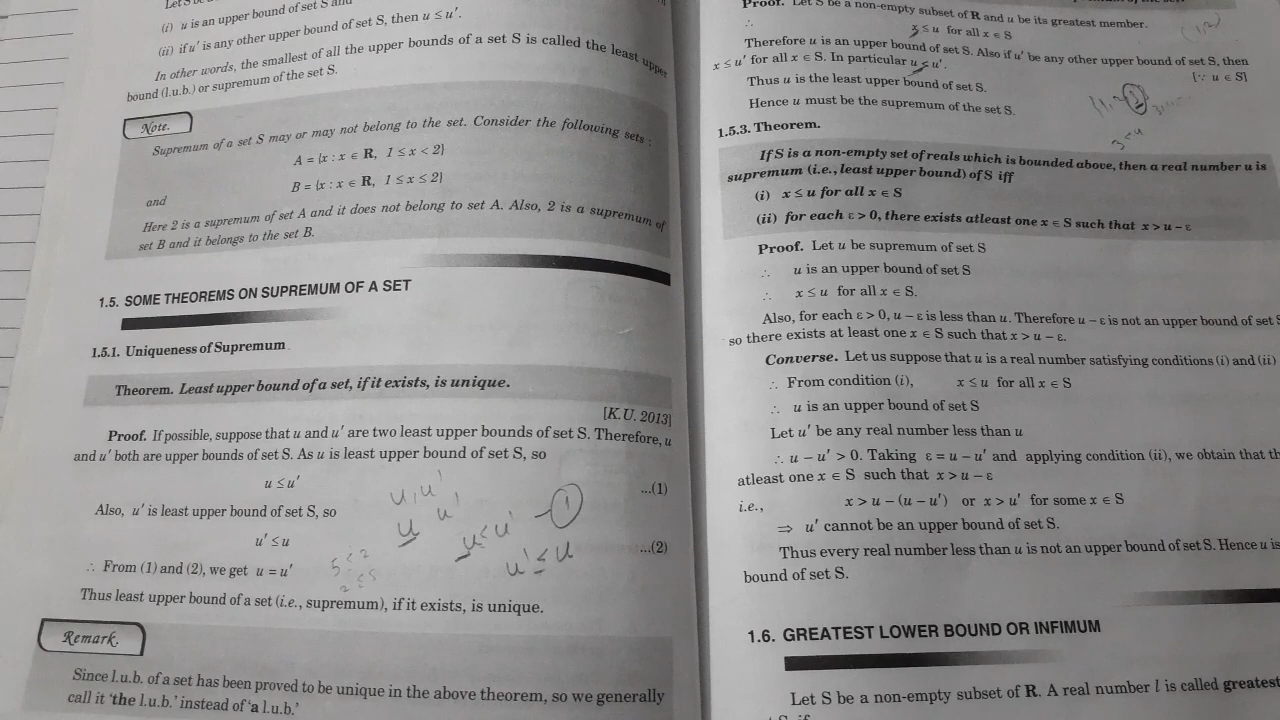 Let S be a
(i) u is an upper bound of set S and
(ii) if u' is any other upper bound of set S, then u ≤ u'.
In other words, the smallest of all the upper bounds of a set S is called the least upper
bound (l.u.b.) or supremum of the set S.
Note.
Supremum of a set S may or may not belong to the set. Consider the following sets :
A = {x : x ∈ R, 1 ≤ x < 2}
and
B = {x : x ∈ R, 1 ≤ x ≤ 2}
Here 2 is a supremum of set A and it does not belong to set A. Also, 2 is a supremum of
set B and it belongs to the set B.
1.5. SOME THEOREMS ON SUPREMUM OF A SET
1.5.1. Uniqueness of Supremum
Theorem. Least upper bound of a set, if it exists, is unique.
[K.U. 2013]
Proof. If possible, suppose that u and u' are two least upper bounds of set S. Therefore, u
and u' both are upper bounds of set S. As u is least upper bound of set S, so
u ≤ u' ...(1)
Also, u' is least upper bound of set S, so
u' ≤ u ...(2)
∴ From (1) and (2), we get u = u'
Thus least upper bound of a set (i.e., supremum), if it exists, is unique.
u, u'
u u'
u ≤ u' – 1
u' ≤ u
5 ≤ 2
2 ≤ 5
Remark.
Since l.u.b. of a set has been proved to be unique in the above theorem, so we generally
call it 'the l.u.b.' instead of 'a l.u.b.'
Proof. Let S be a non-empty subset of R and u be its greatest member.
∴ x ≤ u for all x ∈ S
Therefore u is an upper bound of set S. Also if u' be any other upper bound of set S, then
x ≤ u' for all x ∈ S. In particular u ≤ u'. [∵ u ∈ S]
Thus u is the least upper bound of set S.
Hence u must be the supremum of the set S.
1.5.3. Theorem.
If S is a non-empty set of reals which is bounded above, then a real number u is
supremum (i.e., least upper bound) of S iff
(i) x ≤ u for all x ∈ S
(ii) for each ε > 0, there exists atleast one x ∈ S such that x > u – ε
Proof. Let u be supremum of set S
∴ u is an upper bound of set S
∴ x ≤ u for all x ∈ S.
Also, for each ε > 0, u – ε is less than u. Therefore u – ε is not an upper bound of set S
so there exists at least one x ∈ S such that x > u – ε.
Converse. Let us suppose that u is a real number satisfying conditions (i) and (ii)
∴ From condition (i), x ≤ u for all x ∈ S
∴ u is an upper bound of set S
Let u' be any real number less than u
∴ u – u' > 0. Taking ε = u – u' and applying condition (ii), we obtain that th
atleast one x ∈ S such that x > u – ε
i.e., x > u – (u – u') or x > u' for some x ∈ S
⇒ u' cannot be an upper bound of set S.
Thus every real number less than u is not an upper bound of set S. Hence u is
bound of set S.
1.6. GREATEST LOWER BOUND OR INFIMUM
Let S be a non-empty subset of R. A real number l is called greatest